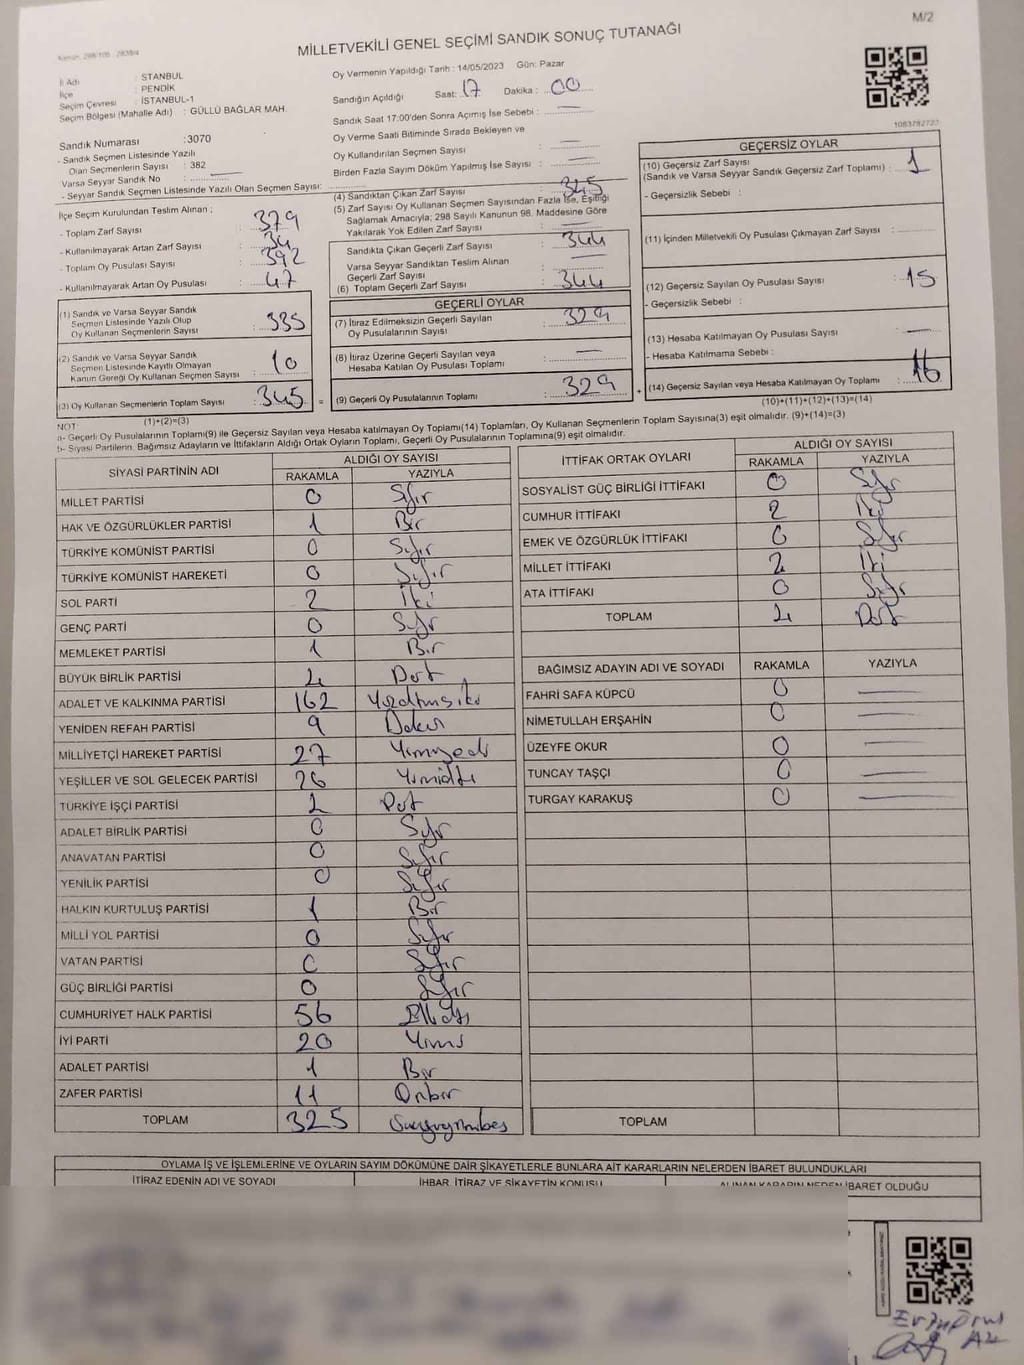 M/2
MİLLETVEKİLİ GENEL SEÇİMİ SANDIK SONUÇ TUTANAĞI
İl Adı : STANBUL
İlçe : PENDİK
Seçim Çevresi : İSTANBUL-1
Seçim Bölgesi (Mahalle Adı) : GÜLLÜ BAĞLAR MAH.
Oy Vermenin Yapıldığı Tarih : 14/05/2023 Gün: Pazar
Sandığın Açıldığı Saat: 17 Dakika : 00
Sandık Saat 17:00'den Sonra Açımış İse Sebebi : —
Oy Verme Saati Bitiminde Sırada Bekleyen ve
Oy Kullandırılan Seçmen Sayısı : —
Birden Fazla Sayım Döküm Yapılmış İse Sayısı : —
1083782727
Sandık Numarası : 3070
- Sandık Seçmen Listesinde Yazılı
Olan Seçmenlerin Sayısı : 382
Varsa Seyyar Sandık No : —
- Seyyar Sandık Seçmen Listesinde Yazılı Olan Seçmen Sayısı:
İlçe Seçim Kurulundan Teslim Alınan ;
- Toplam Zarf Sayısı : 379
- Kullanılmayarak Artan Zarf Sayısı : 34
- Toplam Oy Pusulası Sayısı : 392
- Kullanılmayarak Artan Oy Pusulası : 47
(1) Sandık ve Varsa Seyyar Sandık
Seçmen Listesinde Yazılı Olup
Oy Kullanan Seçmenlerin Sayısı : 335
(2) Sandık ve Varsa Seyyar Sandık
Seçmen Listesinde Kayıtlı Olmayan
Kanun Gereği Oy Kullanan Seçmen Sayısı : 10
(3) Oy Kullanan Seçmenlerin Toplam Sayısı : 345
(1)+(2)=(3)
(4) Sandıktan Çıkan Zarf Sayısı : 345
(5) Zarf Sayısı Oy Kullanan Seçmen Sayısından Fazla İse, Eşitliği
Sağlamak Amacıyla; 298 Sayılı Kanunun 98. Maddesine Göre
Yakılarak Yok Edilen Zarf Sayısı : —
Sandıkta Çıkan Geçerli Zarf Sayısı : 344
Varsa Seyyar Sandıktan Teslim Alınan
Geçerli Zarf Sayısı : —
(6) Toplam Geçerli Zarf Sayısı : 344
GEÇERLİ OYLAR
(7) İtiraz Edilmeksizin Geçerli Sayılan
Oy Pusulalarının Sayısı : 329
(8) İtiraz Üzerine Geçerli Sayılan veya
Hesaba Katılan Oy Pusulası Toplamı : —
(9) Geçerli Oy Pusulalarının Toplamı : 329
GEÇERSİZ OYLAR
(10) Geçersiz Zarf Sayısı
(Sandık ve Varsa Seyyar Sandık Geçersiz Zarf Toplamı) : 1
- Geçersizlik Sebebi :
(11) İçinden Milletvekili Oy Pusulası Çıkmayan Zarf Sayısı :
(12) Geçersiz Sayılan Oy Pusulası Sayısı : 15
- Geçersizlik Sebebi :
(13) Hesaba Katılmayan Oy Pusulası Sayısı : —
- Hesaba Katılmama Sebebi :
(14) Geçersiz Sayılan veya Hesaba Katılmayan Oy Toplamı : 16
(10)+(11)+(12)+(13)=(14)
NOT:
a- Geçerli Oy Pusulalarının Toplamı(9) ile Geçersiz Sayılan veya Hesaba katılmayan Oy Toplamı(14) Toplamları, Oy Kullanan Seçmenlerin Toplam Sayısına(3) eşit olmalıdır. (9)+(14)=(3)
b- Siyasi Partilerin, Bağımsız Adayların ve İttifakların Aldığı Ortak Oyların Toplamı, Geçerli Oy Pusulalarının Toplamına(9) eşit olmalıdır.
SİYASİ PARTİNİN ADI ALDIĞI OY SAYISI
RAKAMLA YAZIYLA
MİLLET PARTİSİ 0 Sıfır
HAK VE ÖZGÜRLÜKLER PARTİSİ 1 Bir
TÜRKİYE KOMÜNİST PARTİSİ 0 Sıfır
TÜRKİYE KOMÜNİST HAREKETİ 0 Sıfır
SOL PARTİ 2 İki
GENÇ PARTİ 0 Sıfır
MEMLEKET PARTİSİ 1 Bir
BÜYÜK BİRLİK PARTİSİ 4 Dört
ADALET VE KALKINMA PARTİSİ 162 Yüzaltmışiki
YENİDEN REFAH PARTİSİ 9 Dokuz
MİLLİYETÇİ HAREKET PARTİSİ 27 Yirmiyedi
YEŞİLLER VE SOL GELECEK PARTİSİ 26 Yirmialtı
TÜRKİYE İŞÇİ PARTİSİ 4 Dört
ADALET BİRLİK PARTİSİ 0 Sıfır
ANAVATAN PARTİSİ 0 Sıfır
YENİLİK PARTİSİ 0 Sıfır
HALKIN KURTULUŞ PARTİSİ 1 Bir
MİLLİ YOL PARTİSİ 0 Sıfır
VATAN PARTİSİ 0 Sıfır
GÜÇ BİRLİĞİ PARTİSİ 0 Sıfır
CUMHURİYET HALK PARTİSİ 56 Ellialtı
İYİ PARTİ 20 Yirmi
ADALET PARTİSİ 1 Bir
ZAFER PARTİSİ 11 Onbir
TOPLAM 325 Üçyüzyirmibeş
İTTİFAK ORTAK OYLARI ALDIĞI OY SAYISI
RAKAMLA YAZIYLA
SOSYALİST GÜÇ BİRLİĞİ İTTİFAKI 0 Sıfır
CUMHUR İTTİFAKI 2 İki
EMEK VE ÖZGÜRLÜK İTTİFAKI 0 Sıfır
MİLLET İTTİFAKI 2 İki
ATA İTTİFAKI 0 Sıfır
TOPLAM 4 Dört
BAĞIMSIZ ADAYIN ADI VE SOYADI RAKAMLA YAZIYLA
FAHRİ SAFA KÜPCÜ 0 —
NİMETULLAH ERŞAHİN 0 —
ÜZEYFE OKUR 0 —
TUNCAY TAŞÇI 0 —
TURGAY KARAKUŞ 0 —
TOPLAM
OYLAMA İŞ VE İŞLEMLERİNE VE OYLARIN SAYIM DÖKÜMÜNE DAİR ŞİKAYETLERLE BUNLARA AİT KARARLARIN NELERDEN İBARET BULUNDUKLARI
İTİRAZ EDENİN ADI VE SOYADI İHBAR, İTİRAZ VE ŞİKAYETİN KONUSU ALINAN KARARIN NEDEN İBARET OLDUĞU